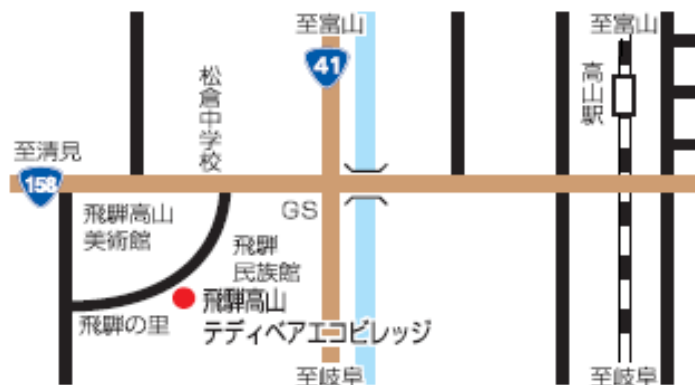 至富山
至富山
41
高山駅
松倉中学校
至清見
158
GS
飛騨高山
美術館
飛騨
民族館
飛騨高山
テディベアエコビレッジ
飛騨の里
至岐阜
至岐阜